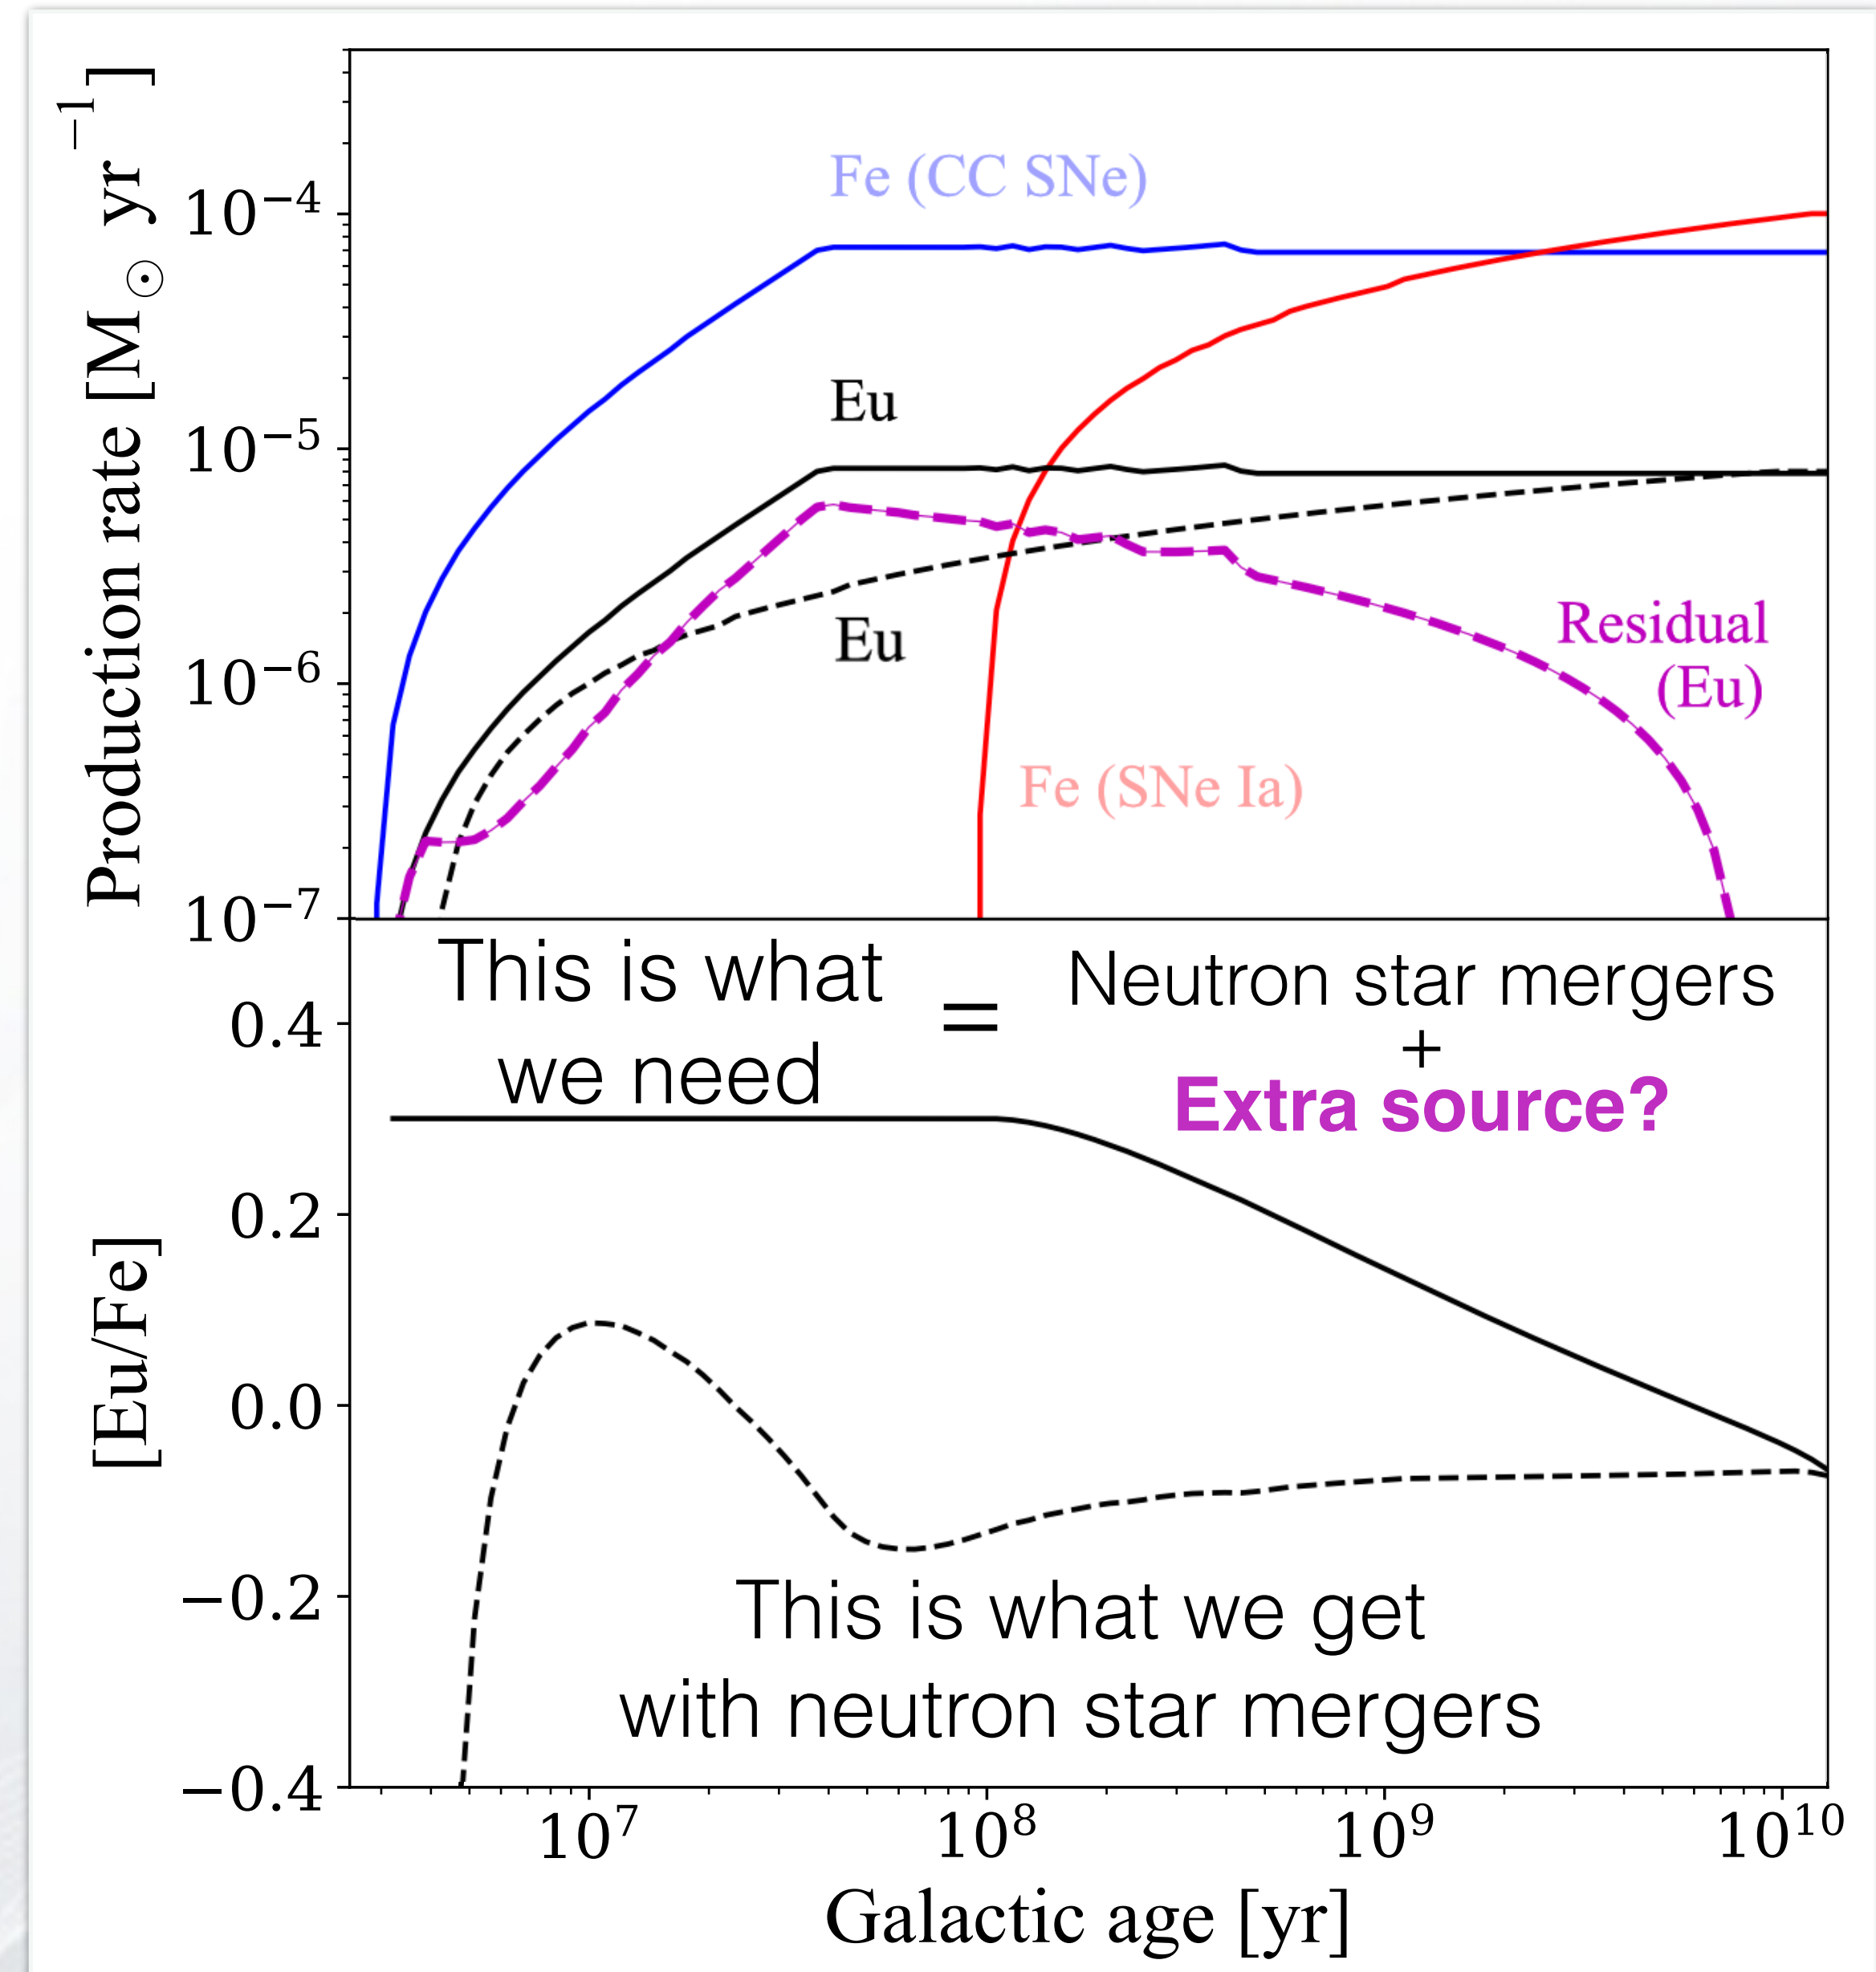 Production rate [M☉ yr⁻¹]
10⁻⁴
10⁻⁵
10⁻⁶
10⁻⁷
Fe (CC SNe)
Eu
Eu
Residual
(Eu)
Fe (SNe Ia)
This is what
we need
=
Neutron star mergers
+
Extra source?
[Eu/Fe]
0.4
0.2
0.0
−0.2
−0.4
This is what we get
with neutron star mergers
10⁷ 10⁸ 10⁹ 10¹⁰
Galactic age [yr]